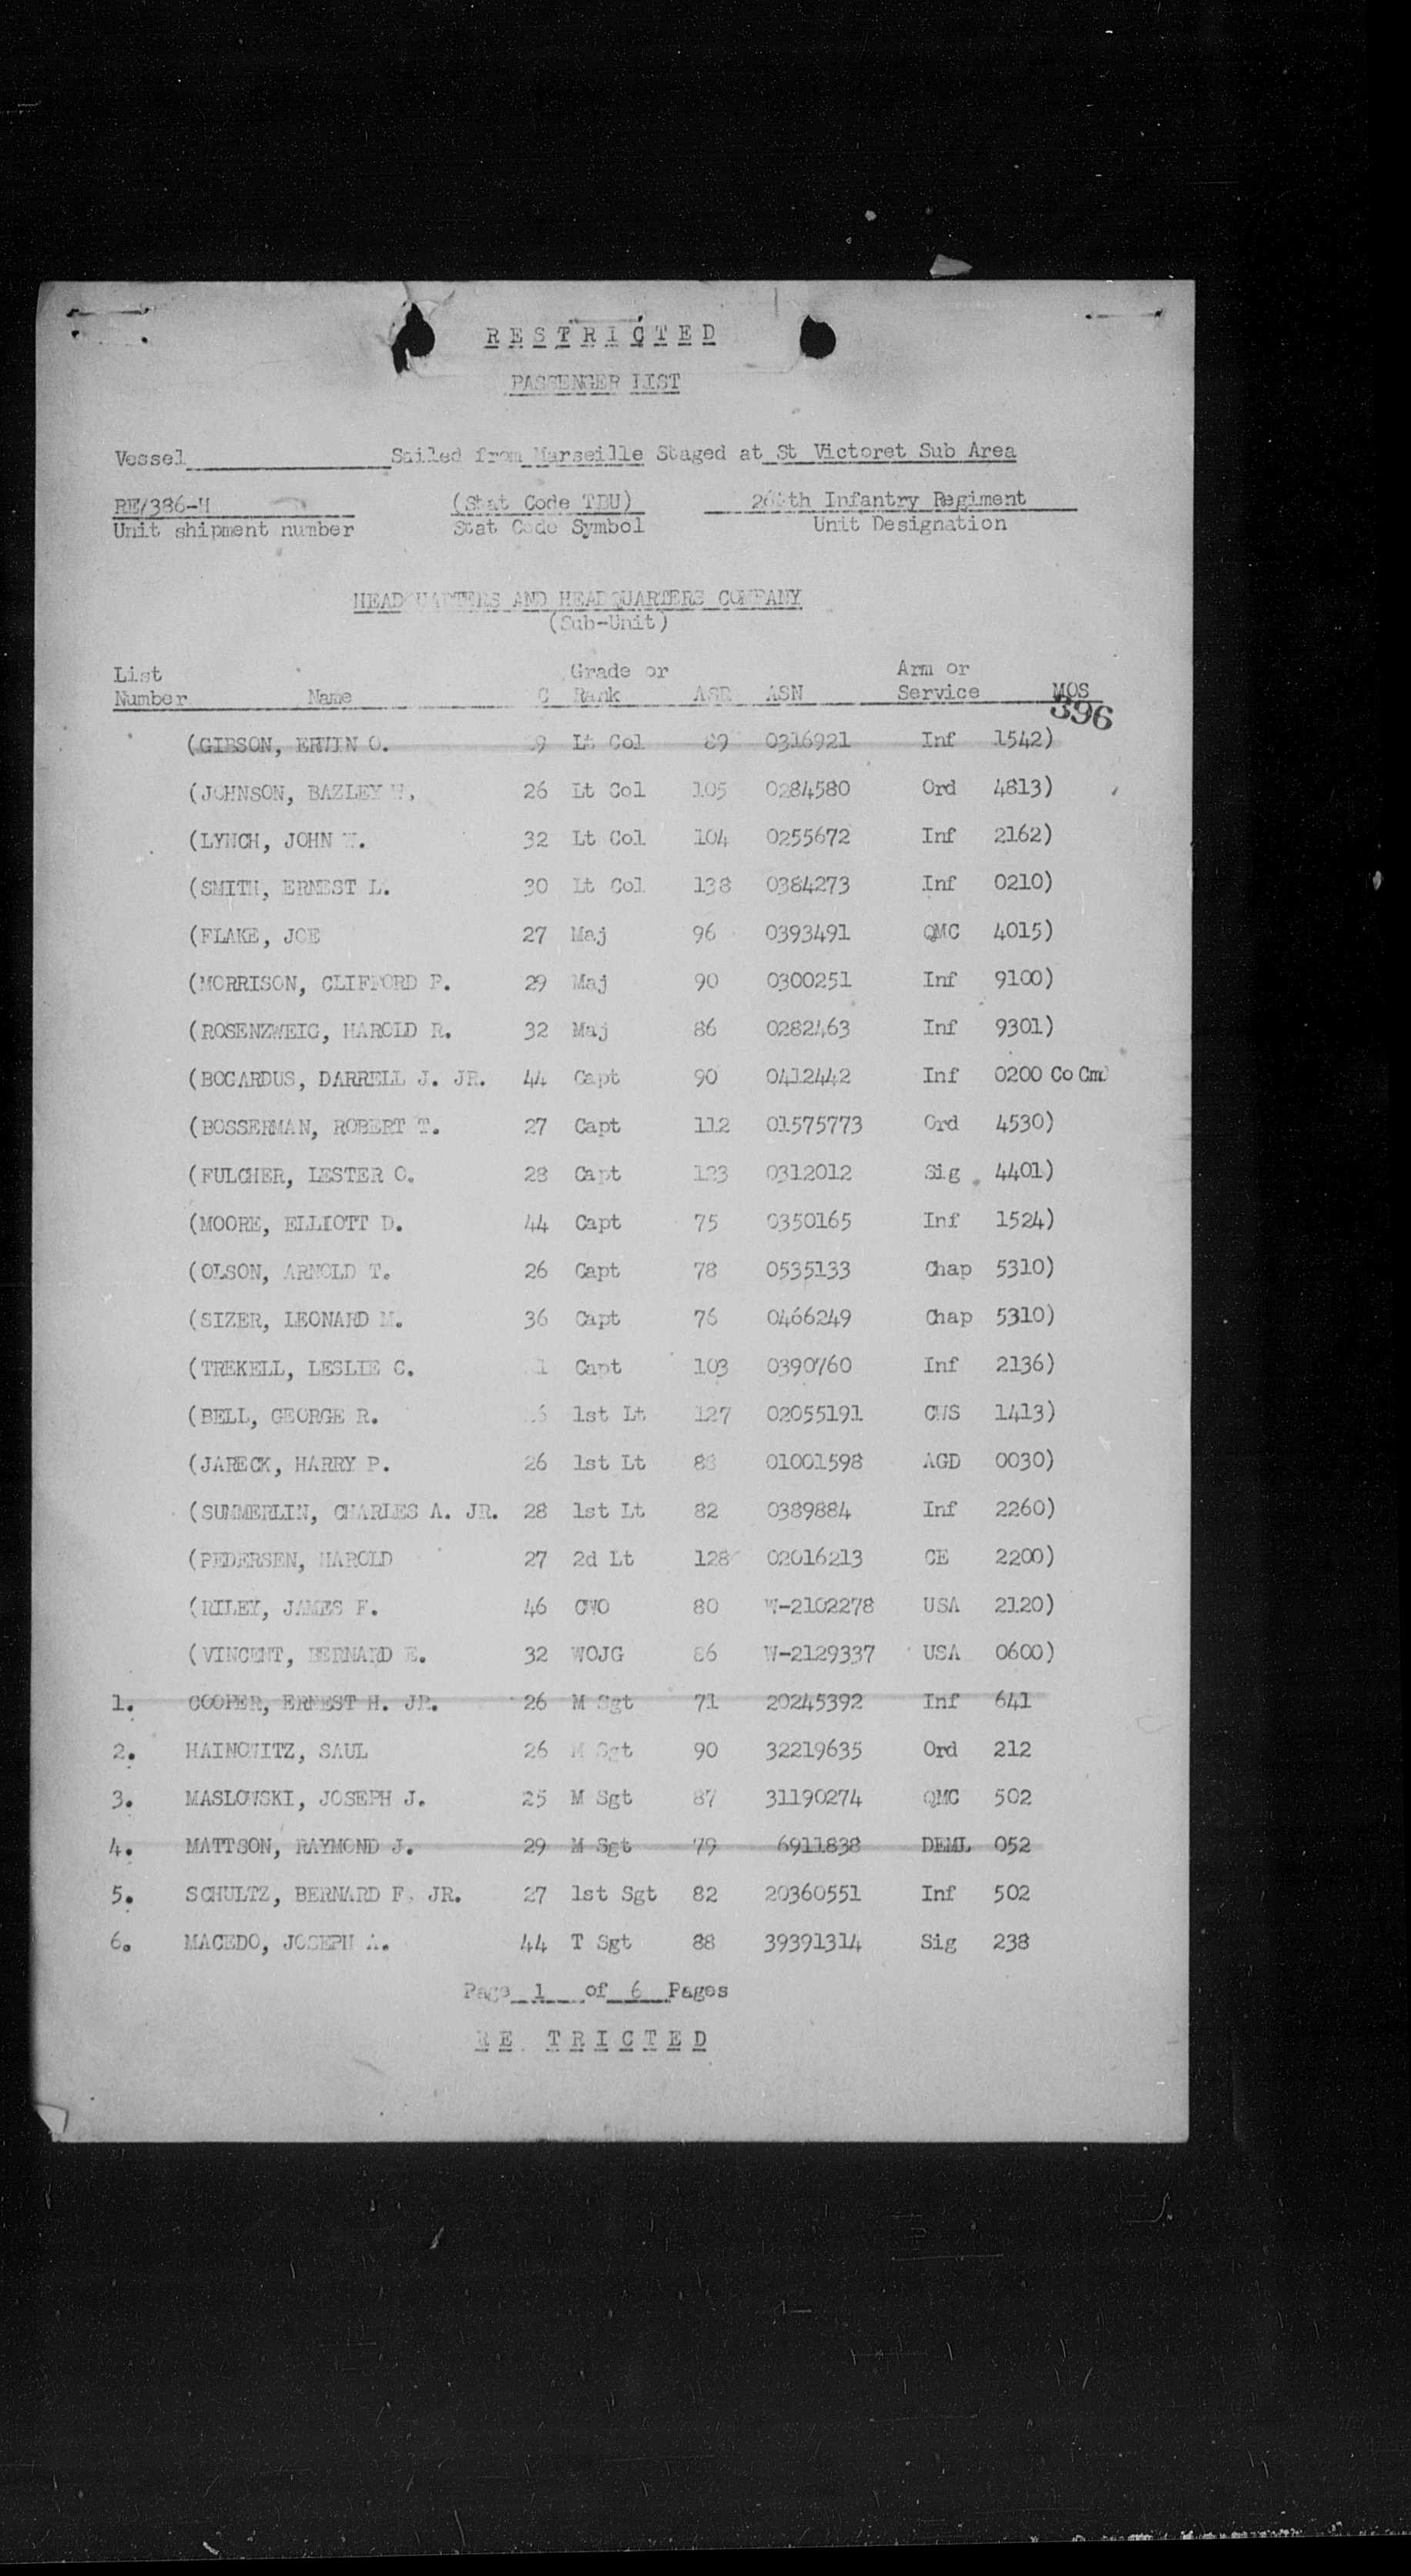 RESTRICTED
PASSENGER LIST
Vessel Sailed from Marseille Staged at St Victoret Sub Area
RE/386-H (Stat Code TBU) Infantry Regiment
Unit shipment number Stat Code Symbol Unit Designation
HEADQUARTERS AND HEADQUARTERS COMPANY
(Sub-Unit)
List Grade or Arm or
Number Name C Rank ASR ASN Service MOS
396
(GIBSON, ERVIN O. Lt Col 89 0316921 Inf 1542)
(JOHNSON, BAZLEY 26 Lt Col 105 0284580 Ord 4813)
(LYNCH, JOHN 32 Lt Col 104 0255672 Inf 2162)
(SMITH, ERNEST L. 30 Lt Col 138 0384273 Inf 0210)
(FLAKE, JOE 27 Maj 96 0393491 QMC 4015)
(MORRISON, CLIFFORD P. 29 Maj 90 0300251 Inf 9100)
(ROSENZWEIG, HAROLD R. 32 Maj 86 0282463 Inf 9301)
(BOGARDUS, DARRELL J. JR. 44 Capt 90 0412442 Inf 0200 Co Cmd
(BOSSERMAN, ROBERT T. 27 Capt 112 01575773 Ord 4530)
(FULCHER, LESTER O. 28 Capt 123 0312012 Sig 4401)
(MOORE, ELLIOTT D. 44 Capt 75 0350165 Inf 1524)
(OLSON, ARNOLD T. 26 Capt 78 0535133 Chap 5310)
(SIZER, LEONARD M. 36 Capt 76 0466249 Chap 5310)
(TREKELL, LESLIE C. Capt 103 0390760 Inf 2136)
(BELL, GEORGE R. 1st Lt 127 02055191 CWS 1413)
(JARECK, HARRY P. 26 1st Lt 88 01001598 AGD 0030)
(SUMMERLIN, CHARLES A. JR. 28 1st Lt 82 0389884 Inf 2260)
(PEDERSEN, HAROLD 27 2d Lt 128 02016213 CE 2200)
(RILEY, JAMES F. 46 CWO 80 W-2102278 USA 2120)
(VINCENT, BERNARD E. 32 WOJG 86 W-2129337 USA 0600)
1. COOPER, ERNEST H. JR. 26 M Sgt 71 20245392 Inf 641
2. HAINOWITZ, SAUL 26 M Sgt 90 32219635 Ord 212
3. MASLOWSKI, JOSEPH J. 25 M Sgt 87 31190274 QMC 502
4. MATTSON, RAYMOND J. 29 M Sgt 79 6911838 DEML 052
5. SCHULTZ, BERNARD F. JR. 27 1st Sgt 82 20360551 Inf 502
6. MACEDO, JOSEPH A. 44 T Sgt 88 39391314 Sig 238
Page 1 of 6 Pages
RE TRICTED